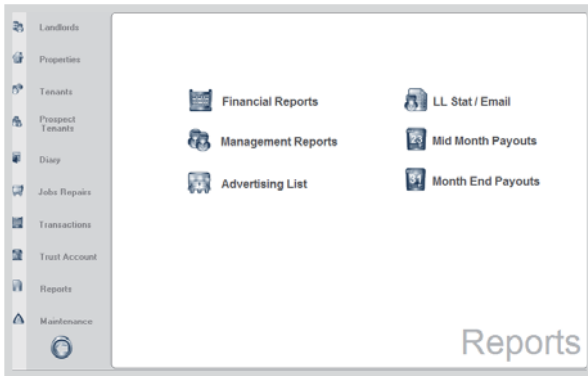 Landlords
Properties
Tenants
Prospect
Tenants
Diary
Jobs Repairs
Transactions
Trust Account
Reports
Maintenance
Financial Reports
LL Stat / Email
Management Reports
Mid Month Payouts
Advertising List
Month End Payouts
Reports